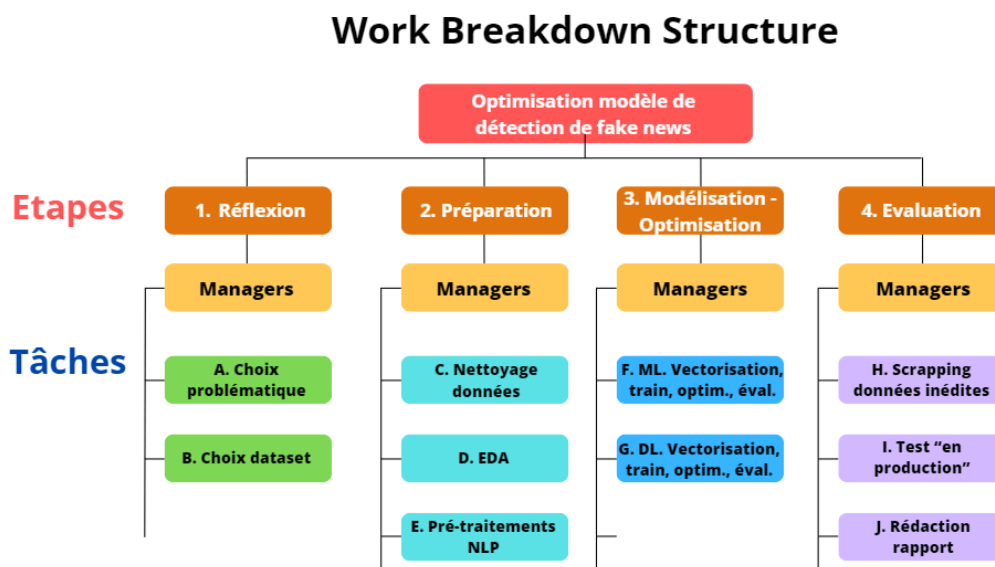 Work Breakdown Structure
Optimisation modèle de
détection de fake news
Etapes
1. Réflexion
2. Préparation
3. Modélisation -
Optimisation
4. Evaluation
Managers
Managers
Managers
Managers
Tâches
A. Choix
problématique
C. Nettoyage
données
F. ML. Vectorisation,
train, optim., éval.
H. Scrapping
données inédites
B. Choix dataset
D. EDA
G. DL. Vectorisation,
train, optim., éval.
I. Test “en
production”
E. Pré-traitements
NLP
J. Rédaction
rapport